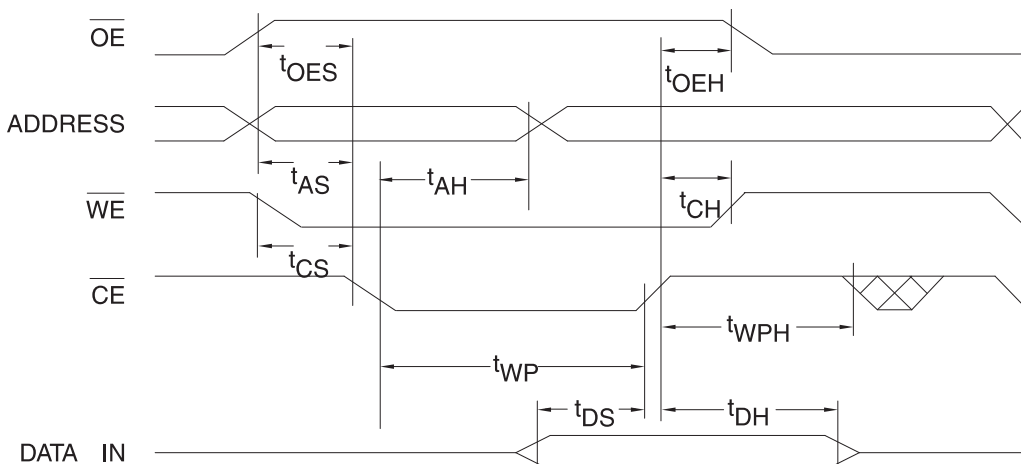 OE
tOES
tOEH
ADDRESS
tAS
tAH
tCH
WE
tCS
CE
tWPH
tWP
tDS
tDH
DATA IN